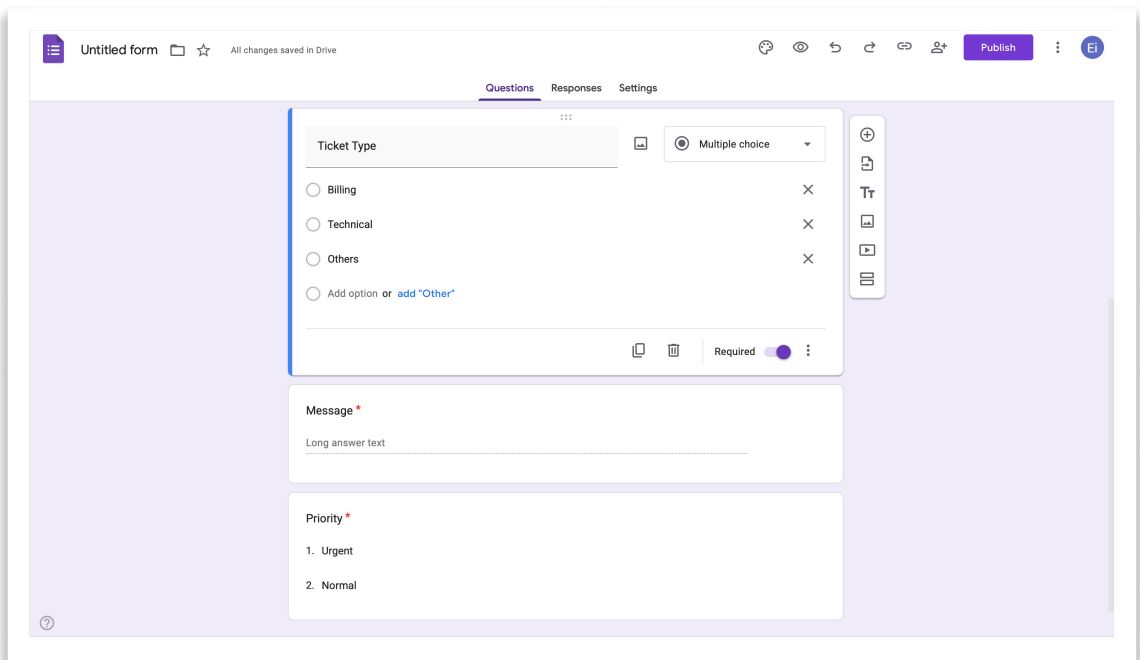 Untitled form All changes saved in Drive Publish Ei
Questions Responses Settings
Ticket Type Multiple choice
Billing
Technical
Others
Add option or add "Other"
Required
Message *
Long answer text
Priority *
1. Urgent
2. Normal